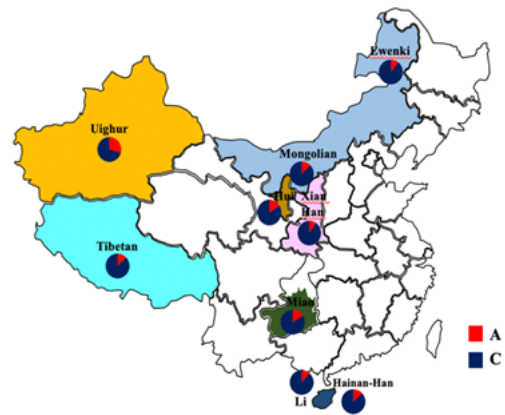 Ewenki
Uighur
Mongolian
Hui Xian
Han
Tibetan
Miao
A
C
Li
Hainan-Han